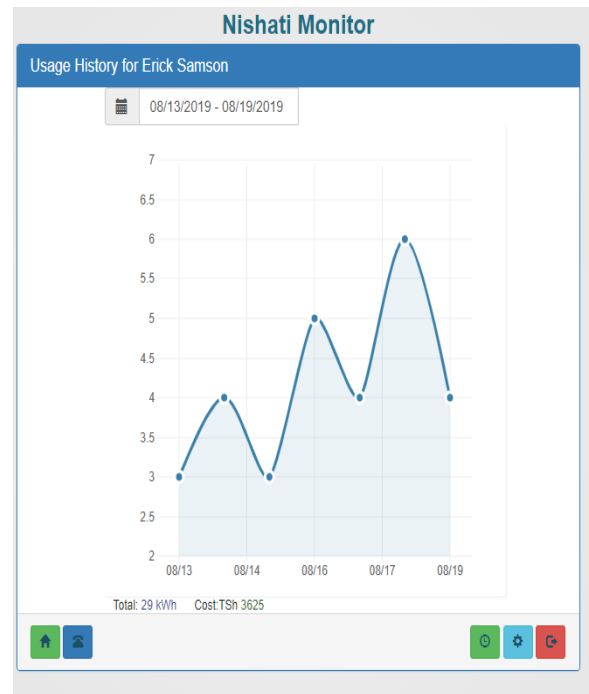 Nishati Monitor
Usage History for Erick Samson
08/13/2019 - 08/19/2019
7
6.5
6
5.5
5
4.5
4
3.5
3
2.5
2
08/13 08/14 08/16 08/17 08/19
Total: 29 kWh Cost:TSh 3625